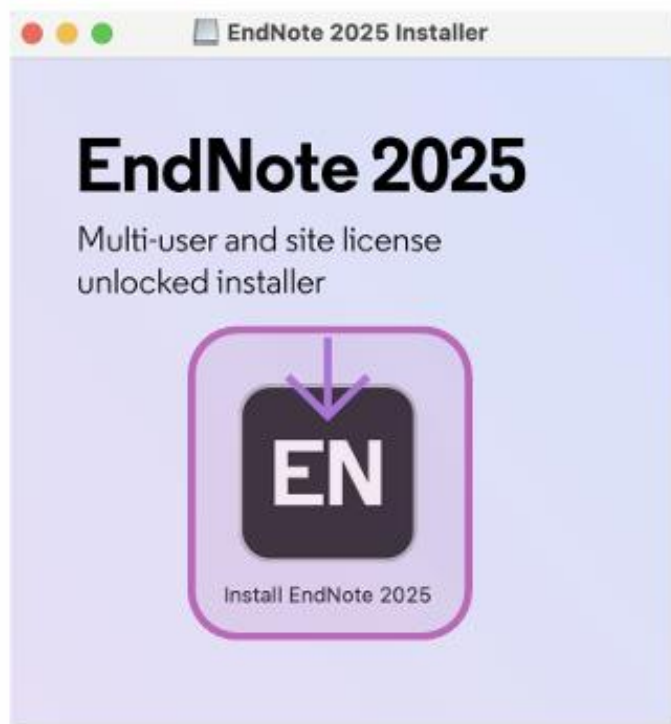 EndNote 2025 Installer
EndNote 2025
Multi-user and site license
unlocked installer
EN
Install EndNote 2025